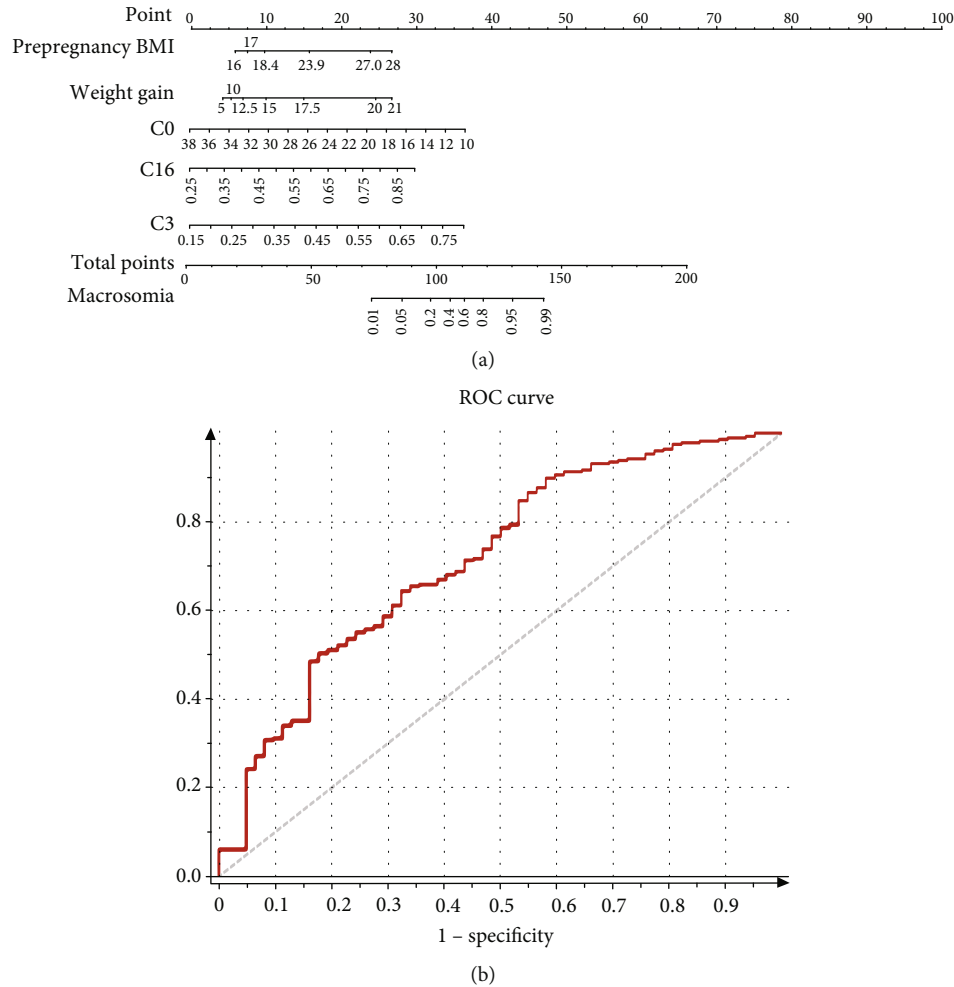 Point 0 10 20 30 40 50 60 70 80 90 100
17
Prepregnancy BMI
16 18.4 23.9 27.0 28
10
Weight gain
5 12.5 15 17.5 20 21
C0
38 36 34 32 30 28 26 24 22 20 18 16 14 12 10
C16
0.25 0.35 0.45 0.55 0.65 0.75 0.85
C3
0.15 0.25 0.35 0.45 0.55 0.65 0.75
Total points
0 50 100 150 200
Macrosomia
0.01 0.05 0.2 0.4 0.6 0.8 0.95 0.99
(a)
ROC curve
0.8
0.6
0.4
0.2
0.0
0 0.1 0.2 0.3 0.4 0.5 0.6 0.7 0.8 0.9
1 – specificity
(b)